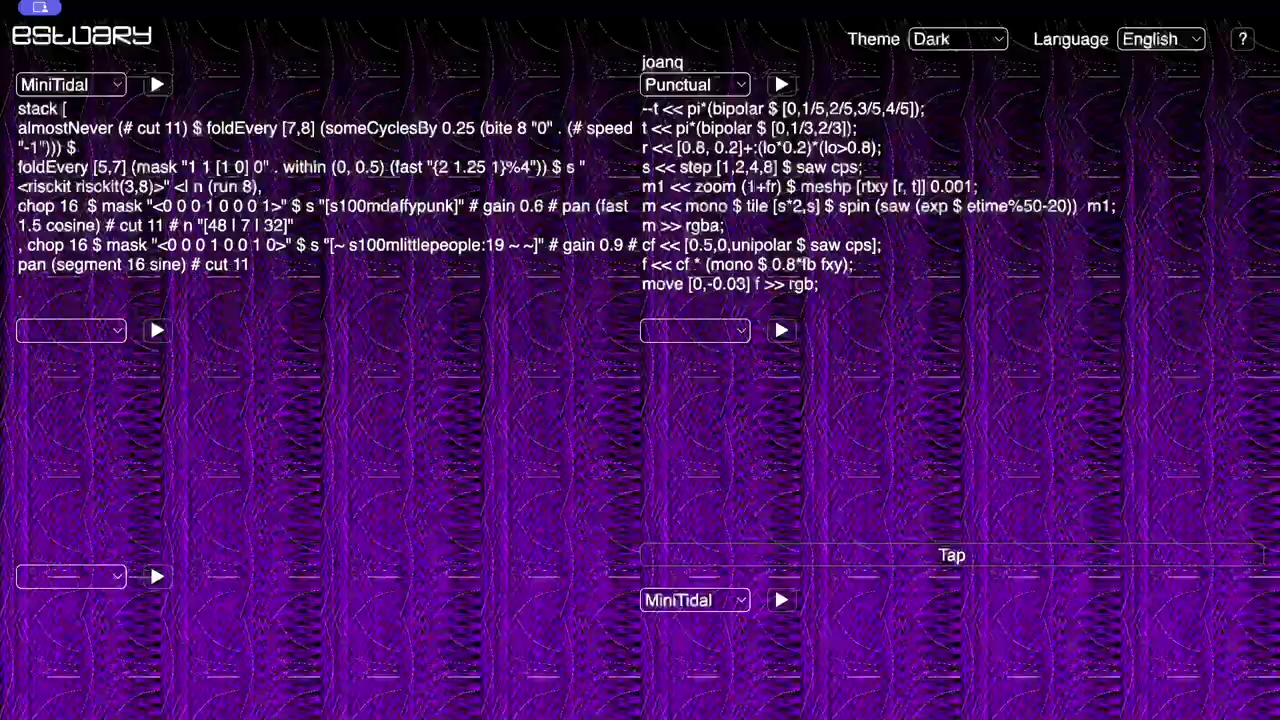 ESTUARY
Theme Dark Language English ?
MiniTidal
stack [
almostNever (# cut 11) $ foldEvery [7,8] (someCyclesBy 0.25 (bite 8 "0" . (# speed
"-1"))) $
foldEvery [5,7] (mask "1 1 [1 0] 0" . within (0, 0.5) (fast "{2 1.25 1}%4")) $ s "
<risckit risckit(3,8)>" <| n (run 8),
chop 16  $ mask "<0 0 0 1 0 0 0 1>" $ s "[s100mdaffypunk]" # gain 0.6 # pan (fast
1.5 cosine) # cut 11 # n "[48 | 7 | 32]"
, chop 16 $ mask "<0 0 0 1 0 0 1 0>" $ s "[~ s100mlittlepeople:19 ~ ~]" # gain 0.9 #
pan (segment 16 sine) # cut 11
joanq
Punctual
--t << pi*(bipolar $ [0,1/5,2/5,3/5,4/5]);
t << pi*(bipolar $ [0,1/3,2/3]);
r << [0.8, 0.2]+:(lo*0.2)*(lo>0.8);
s << step [1,2,4,8] $ saw cps;
m1 << zoom (1+fr) $ meshp [rtxy [r, t]] 0.001;
m << mono $ tile [s*2,s] $ spin (saw (exp $ etime%50-20))  m1;
m >> rgba;
cf << [0.5,0,unipolar $ saw cps];
f << cf * (mono $ 0.8*fb fxy);
move [0,-0.03] f >> rgb;
Tap
MiniTidal